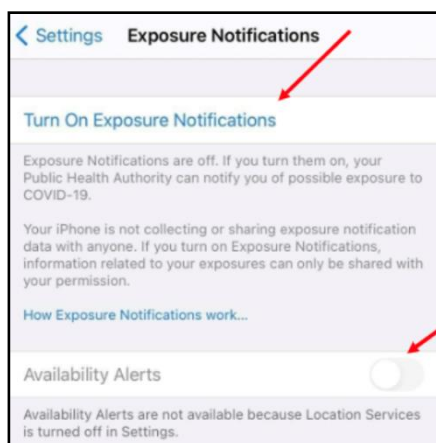 Settings Exposure Notifications
Turn On Exposure Notifications
Exposure Notifications are off. If you turn them on, your
Public Health Authority can notify you of possible exposure to
COVID-19.
Your iPhone is not collecting or sharing exposure notification
data with anyone. If you turn on Exposure Notifications,
information related to your exposures can only be shared with
your permission.
How Exposure Notifications work...
Availability Alerts
Availability Alerts are not available because Location Services
is turned off in Settings.